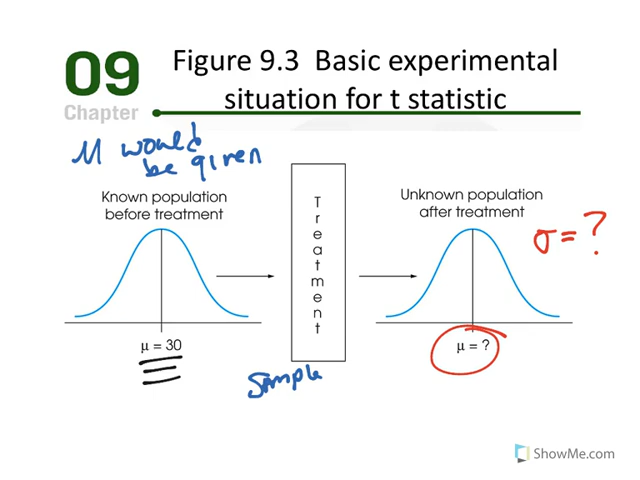 09
Chapter
Figure 9.3 Basic experimental
situation for t statistic
M would
be given
Known population
before treatment
Treatment
Unknown population
after treatment
σ = ?
μ = 30
μ = ?
Sample
ShowMe.com